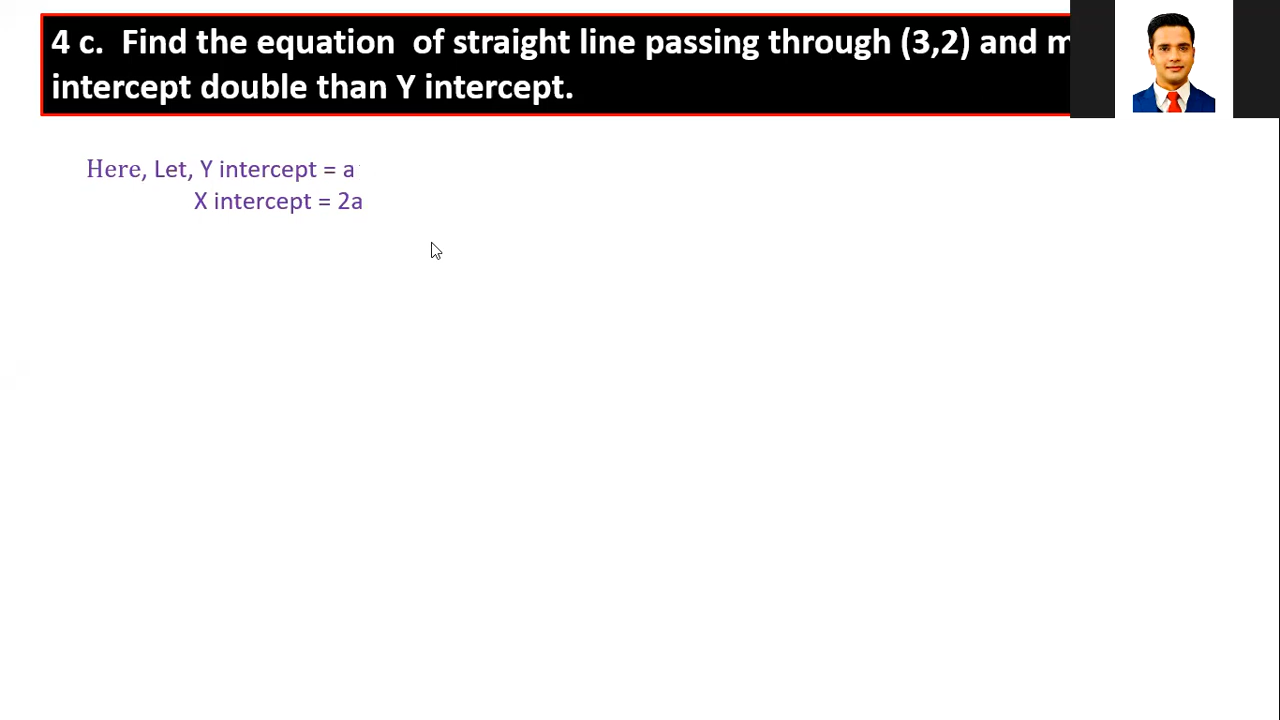 4 c. Find the equation of straight line passing through (3,2) and
intercept double than Y intercept.
Here, Let, Y intercept = a
X intercept = 2a